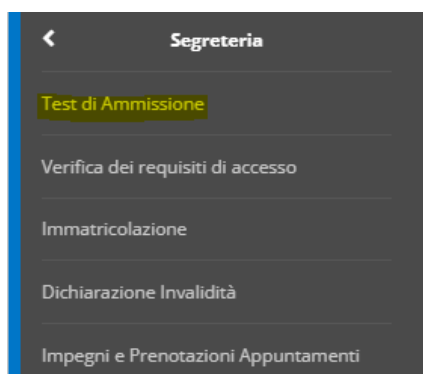 Segreteria
Test di Ammissione
Verifica dei requisiti di accesso
Immatricolazione
Dichiarazione Invalidità
Impegni e Prenotazioni Appuntamenti